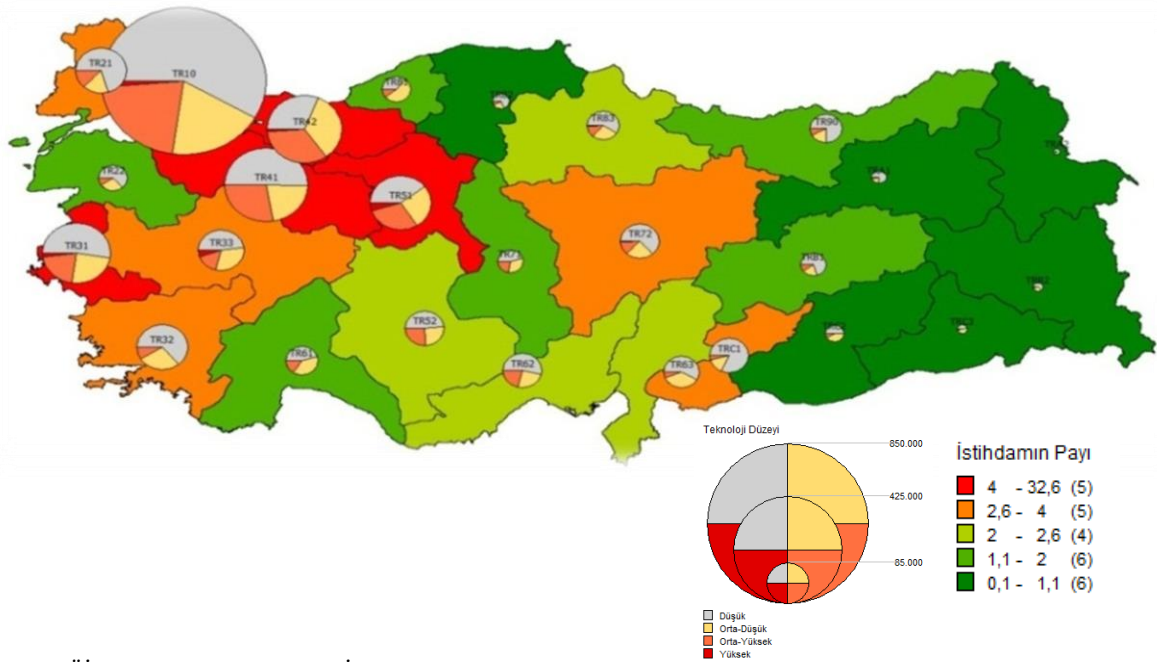 TR21
TR10
TR42
TR83
TR90
TR22
TR41
TR51
TR31
TR33
TR71
TR72
TRB1
TR32
TR61
TR52
TR62
TR63
TRC1
TRC3
Teknoloji Düzeyi
850.000
425.000
85.000
Düşük
Orta-Düşük
Orta-Yüksek
Yüksek
İstihdamın Payı
4 - 32,6 (5)
2,6 - 4 (5)
2 - 2,6 (4)
1,1 - 2 (6)
0,1 - 1,1 (6)